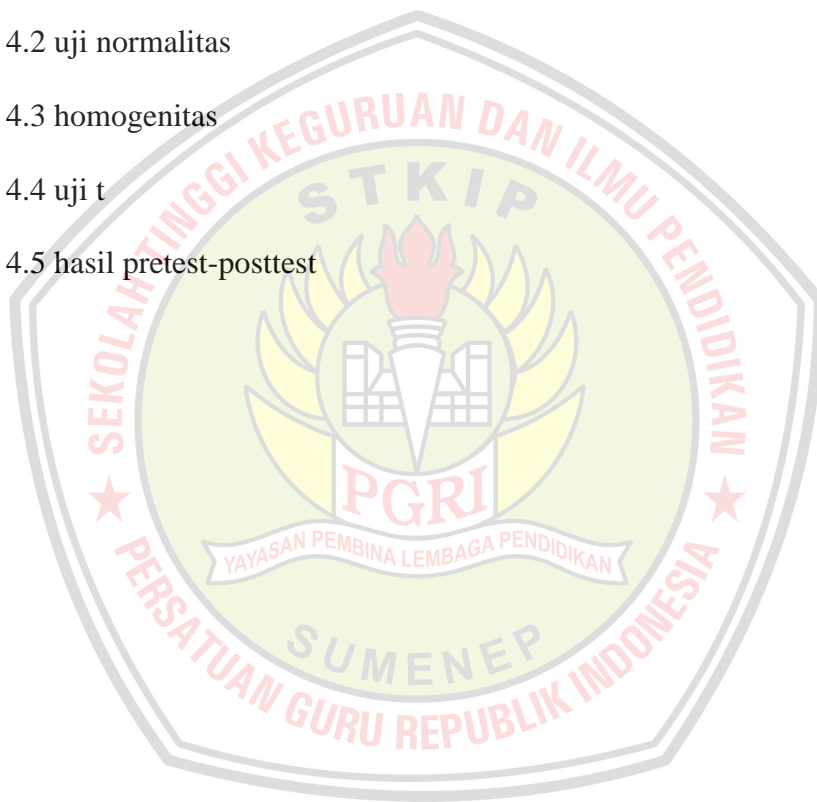 4.2 uji normalitas
4.3 homogenitas
4.4 uji t
4.5 hasil pretest-posttest
SEKOLAH TINGGI KEGURUAN DAN ILMU PENDIDIKAN
STKIP
PGRI
YAYASAN PEMBINA LEMBAGA PENDIDIKAN
SUMENEP
PERSATUAN GURU REPUBLIK INDONESIA